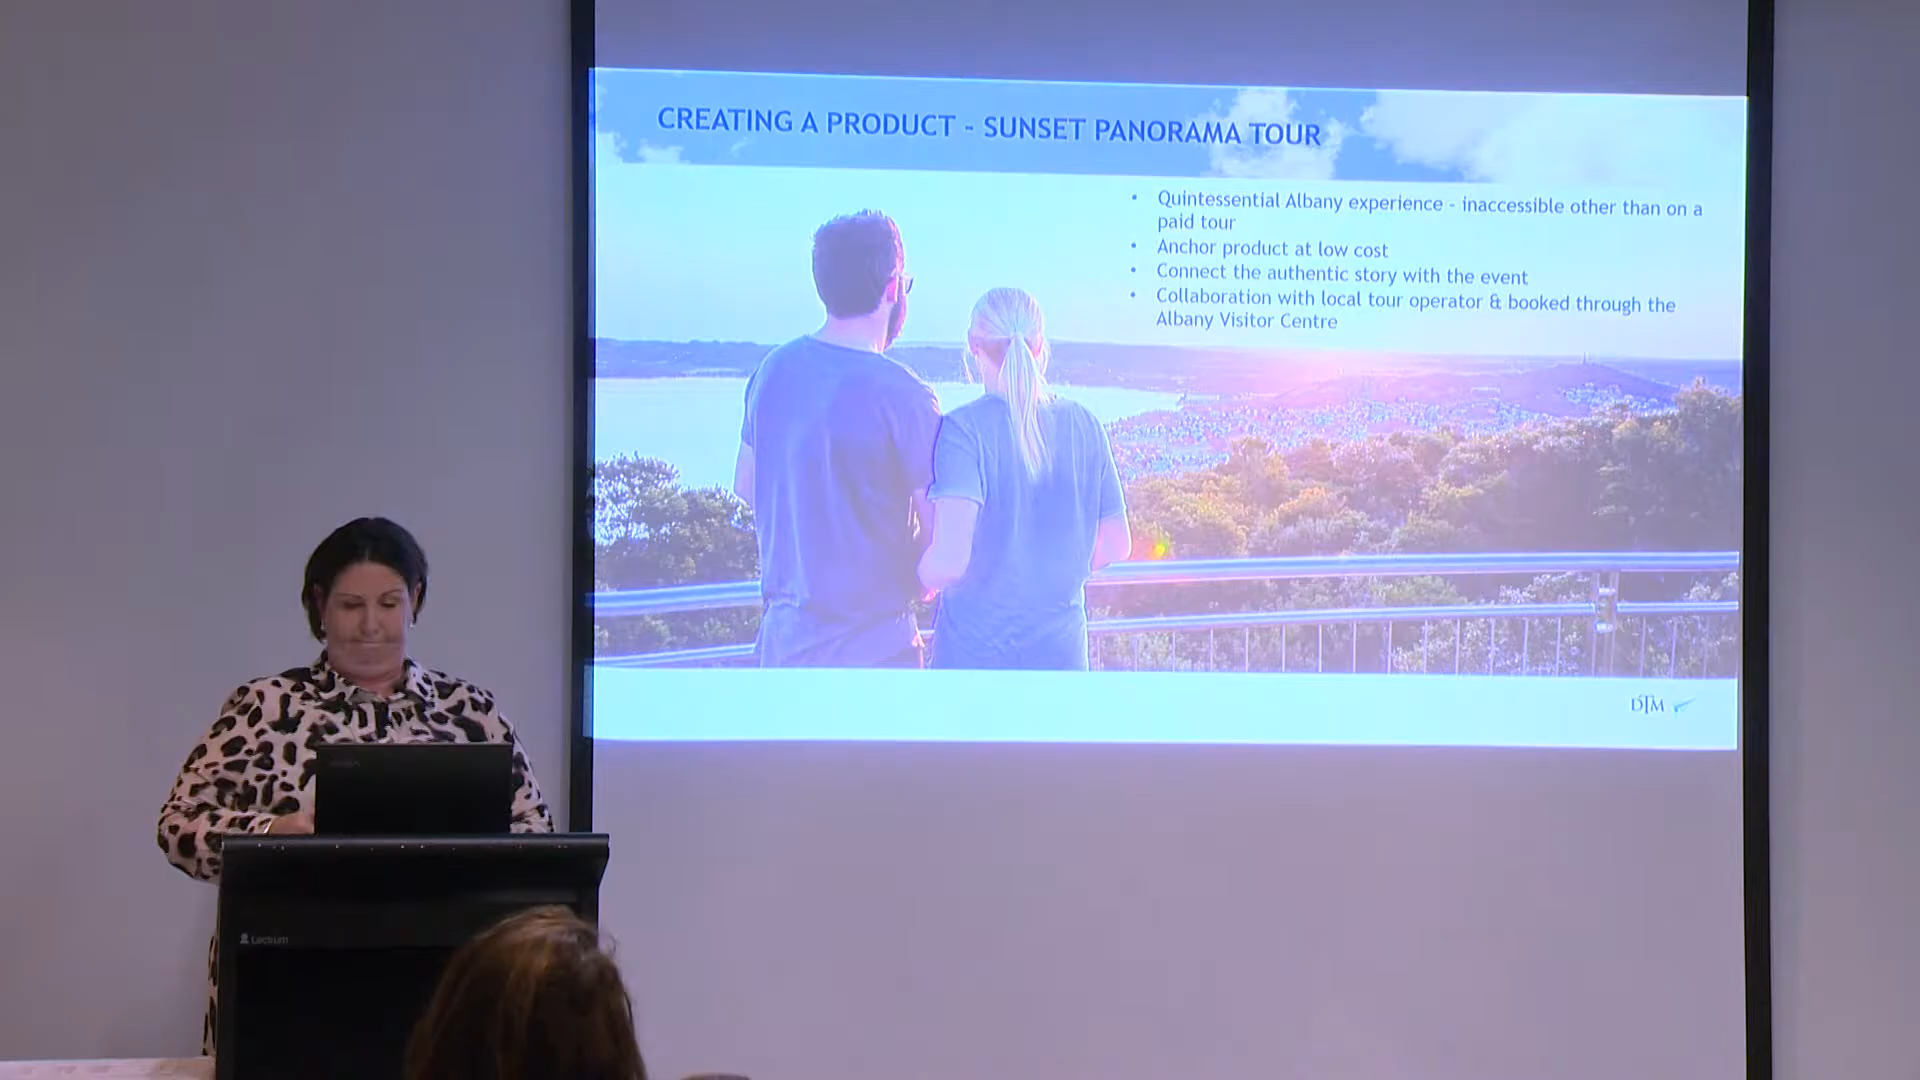 CREATING A PRODUCT - SUNSET PANORAMA TOUR
• Quintessential Albany experience - inaccessible other than on a
paid tour
• Anchor product at low cost
• Connect the authentic story with the event
• Collaboration with local tour operator & booked through the
Albany Visitor Centre
DTM
Lectrum